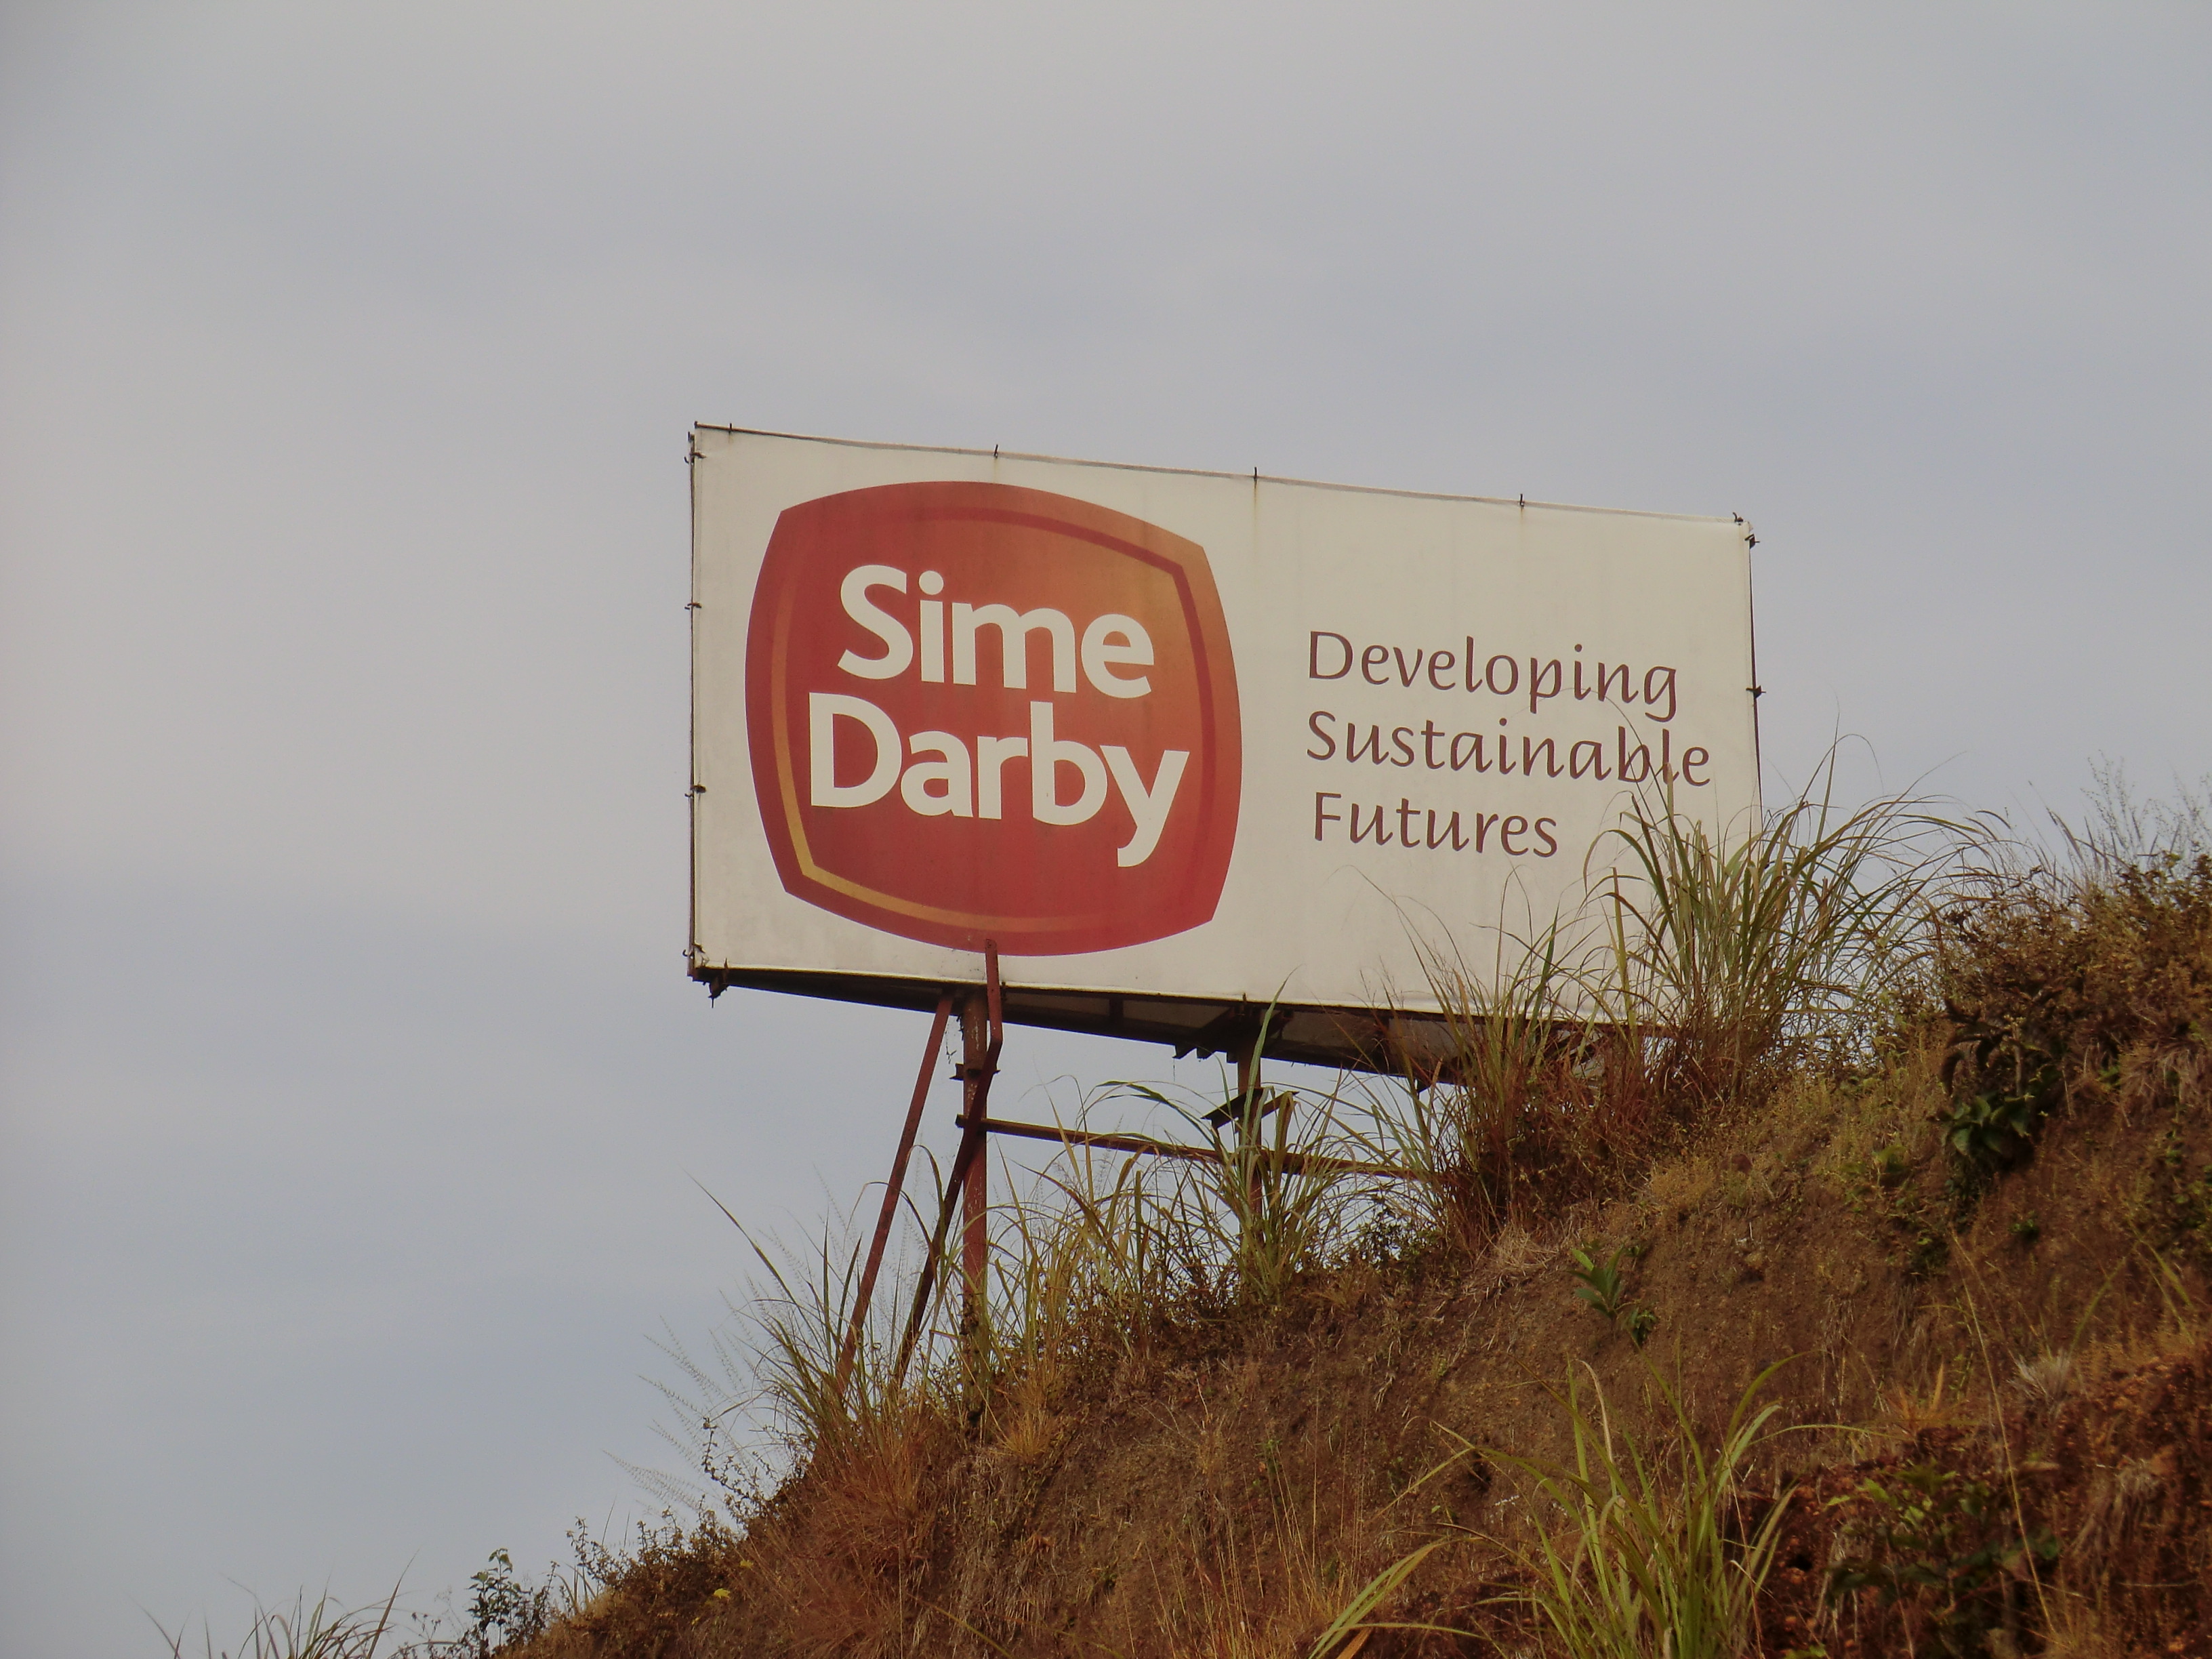 Sime
Darby
Developing
Sustainable
Futures